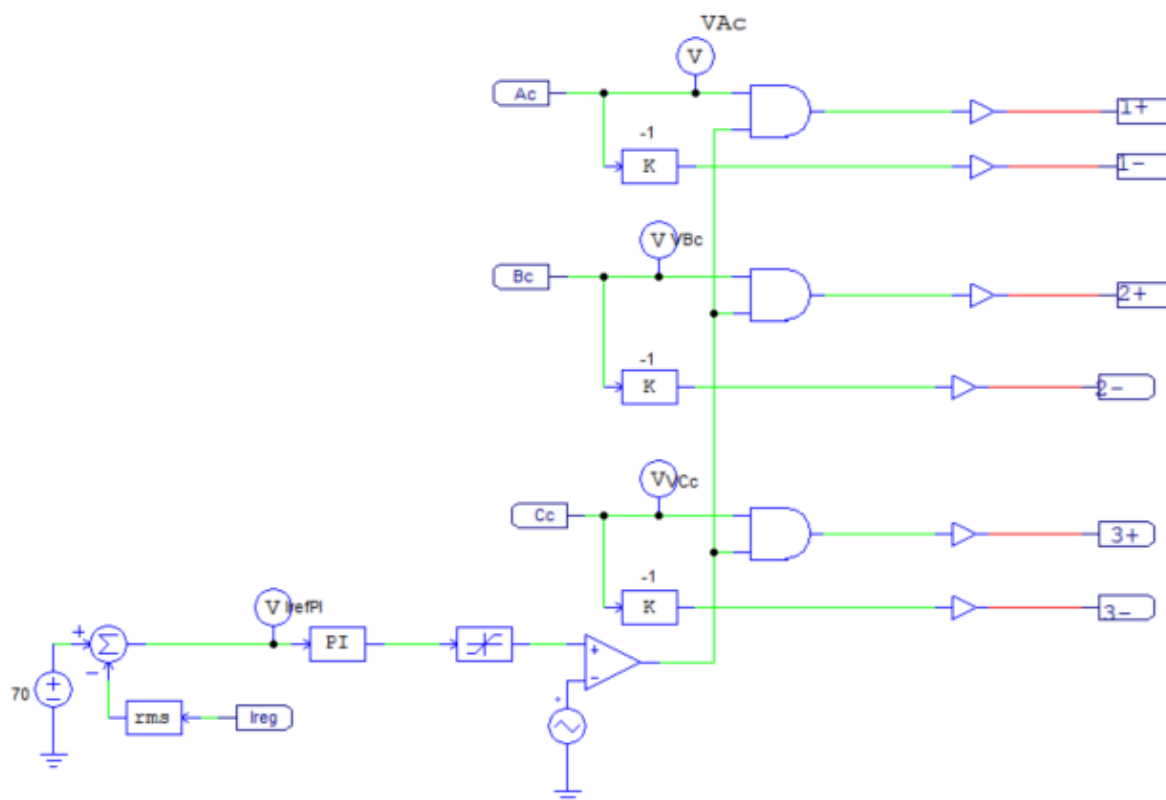 VAc
V
Ac
1+
-1
K
1-
V VBc
Bc
2+
-1
K
2-
V VCc
Cc
3+
-1
K
3-
V IrefPI
+
Σ
PI
+
-
-
70
+
-
rms
Ireg